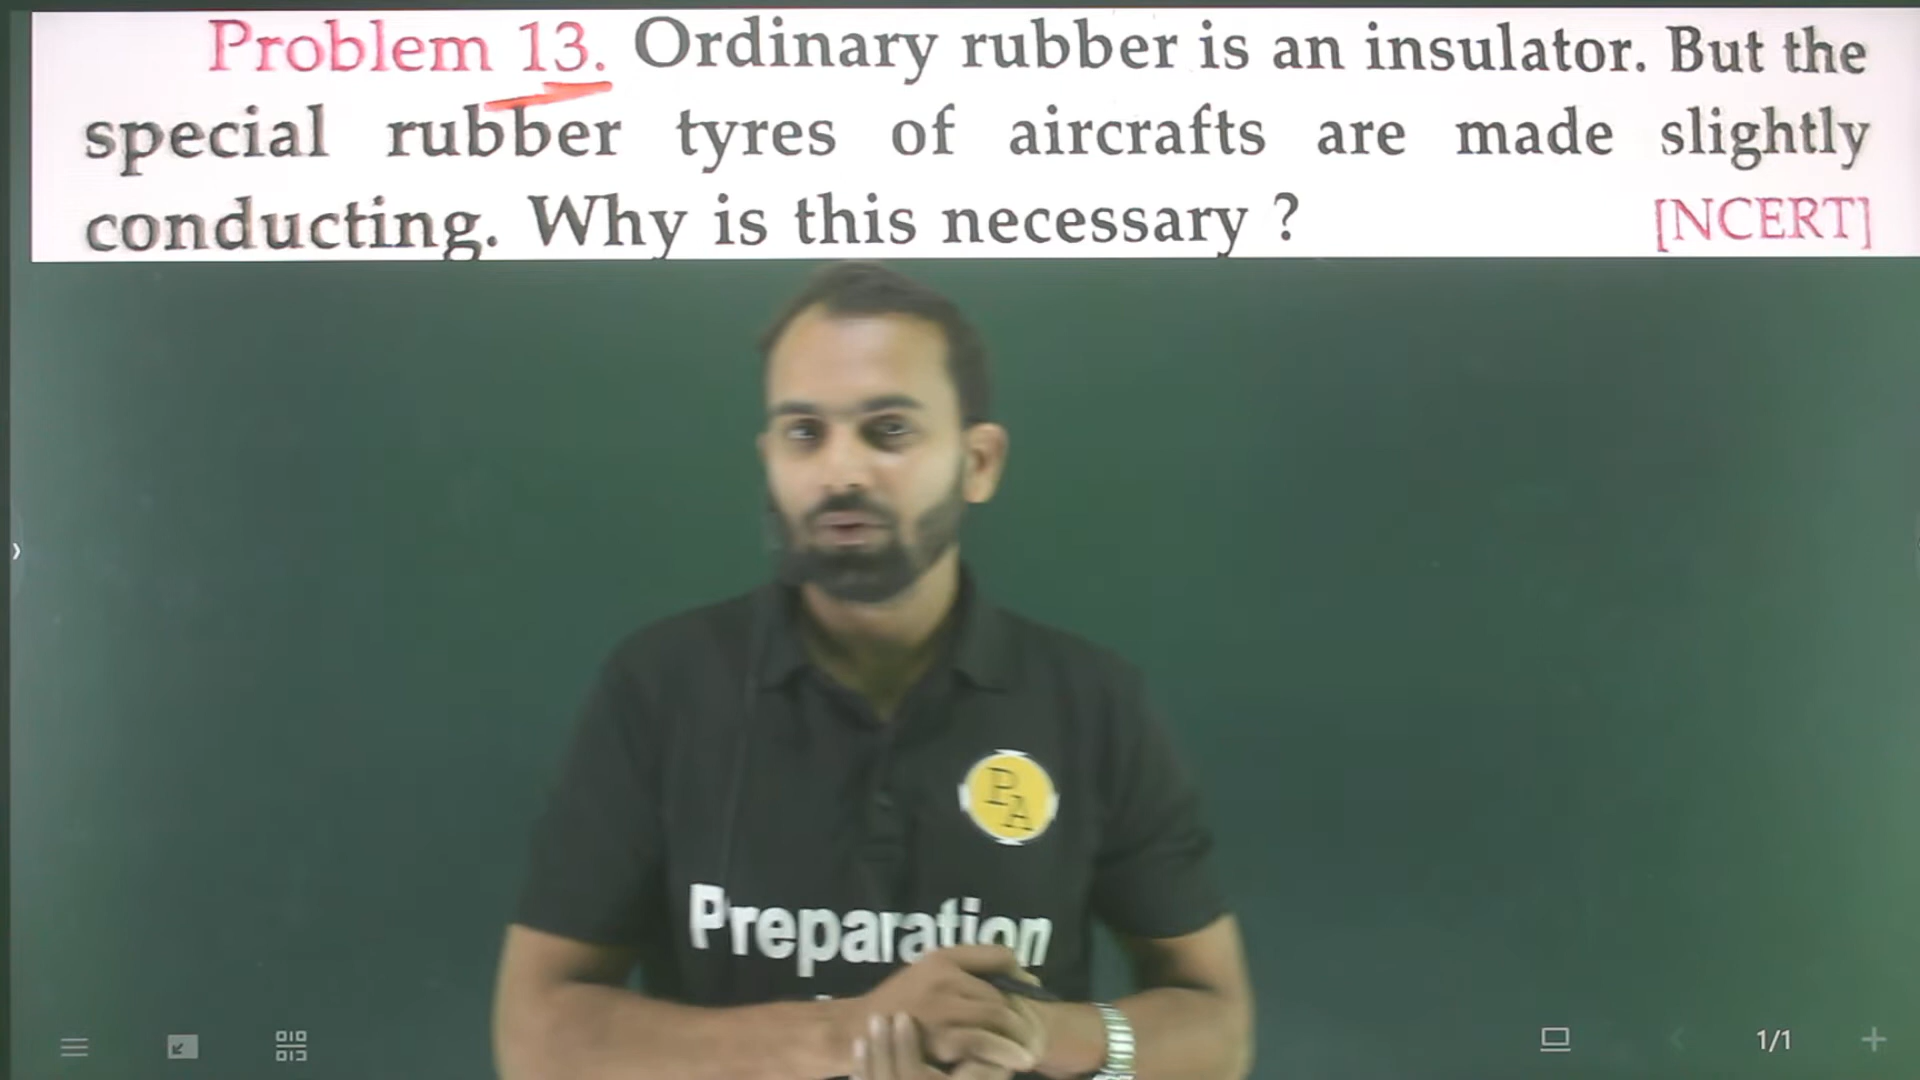 Problem 13. Ordinary rubber is an insulator. But the
special rubber tyres of aircrafts are made slightly
conducting. Why is this necessary ? [NCERT]
PA
Preparation
1/1